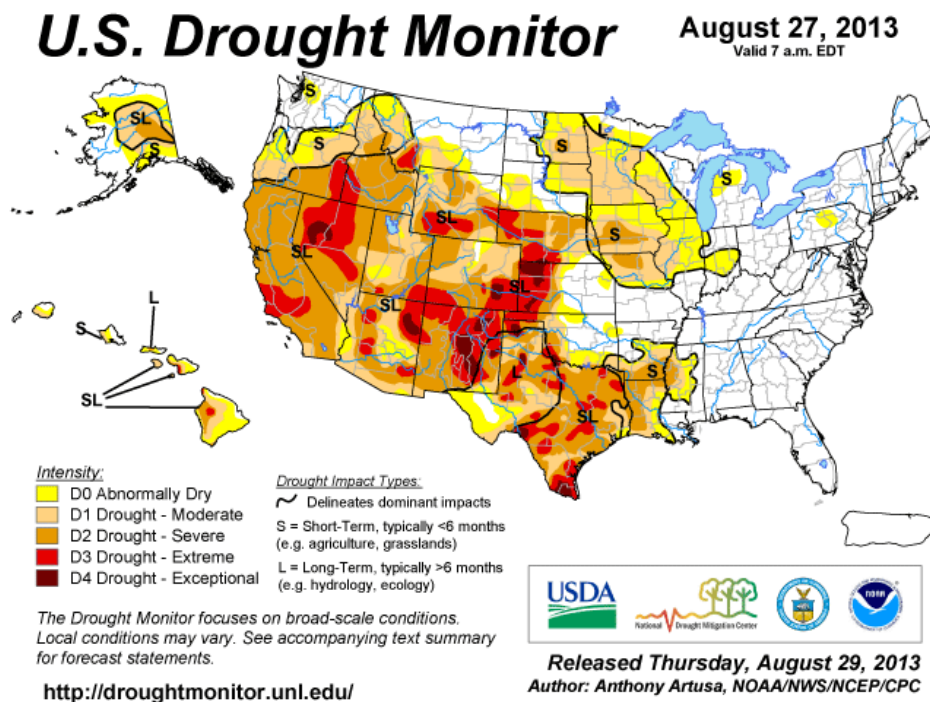 U.S. Drought Monitor
August 27, 2013
Valid 7 a.m. EDT
S
SL
S
S
S
S
SL
S
SL
SL
SL
L
S
SL
L
S
SL
Intensity:
D0 Abnormally Dry
D1 Drought - Moderate
D2 Drought - Severe
D3 Drought - Extreme
D4 Drought - Exceptional
Drought Impact Types:
Delineates dominant impacts
S = Short-Term, typically <6 months
(e.g. agriculture, grasslands)
L = Long-Term, typically >6 months
(e.g. hydrology, ecology)
The Drought Monitor focuses on broad-scale conditions.
Local conditions may vary. See accompanying text summary
for forecast statements.
http://droughtmonitor.unl.edu/
USDA
National Drought Mitigation Center
NOAA
Released Thursday, August 29, 2013
Author: Anthony Artusa, NOAA/NWS/NCEP/CPC